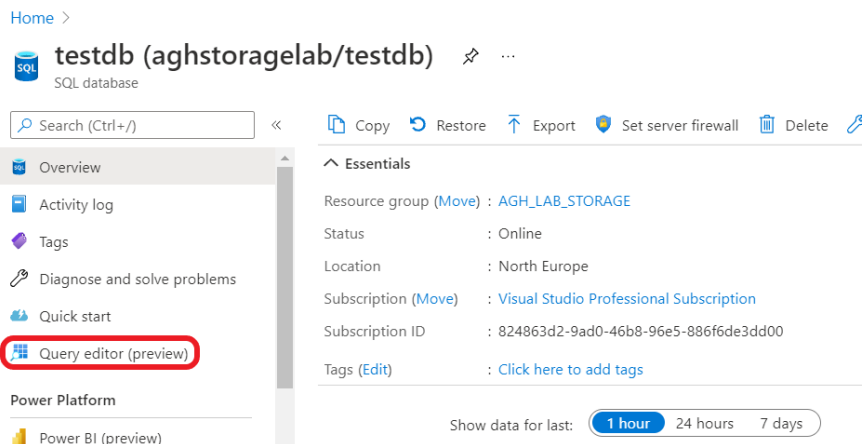 Home
testdb (aghstoragelab/testdb)
...
SQL
SQL database
Search (Ctrl+/)
«
Copy
Restore
Export
Set server firewall
Delete
SQL
Overview
Activity log
Tags
Diagnose and solve problems
Quick start
Query editor (preview)
Power Platform
Power BI (preview)
Essentials
Resource group (Move) : AGH_LAB_STORAGE
Status : Online
Location : North Europe
Subscription (Move) : Visual Studio Professional Subscription
Subscription ID : 824863d2-9ad0-46b8-96e5-886f6de3dd00
Tags (Edit) : Click here to add tags
Show data for last: 1 hour 24 hours 7 days